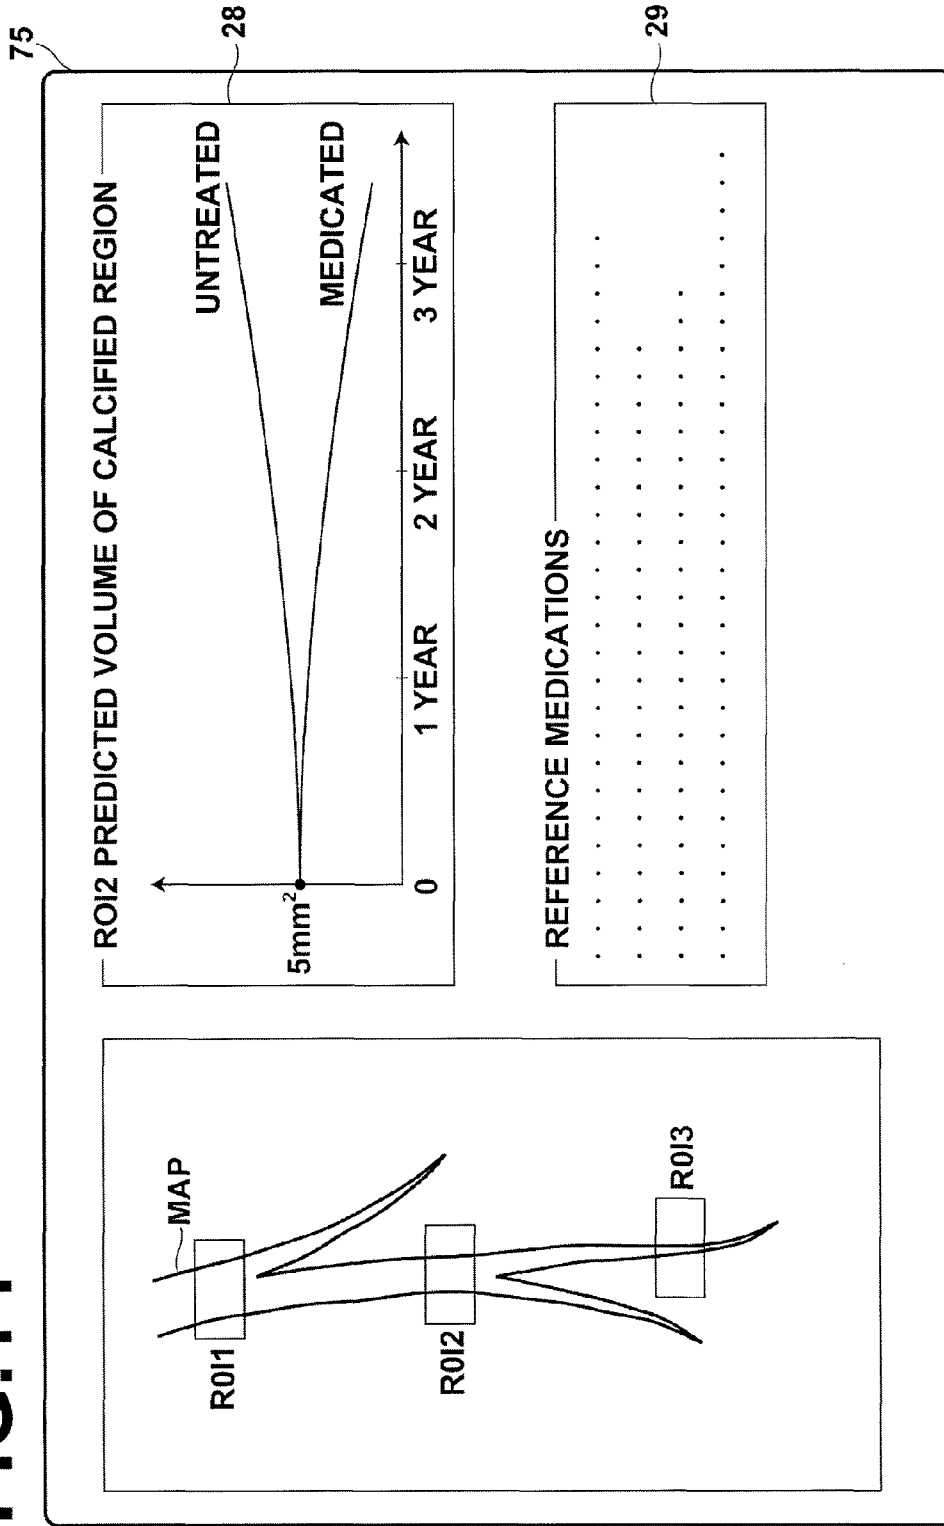 75
MAP
ROI1
ROI2
ROI3
ROI2 PREDICTED VOLUME OF CALCIFIED REGION
28
UNTREATED
MEDICATED
5mm²
0
1 YEAR
2 YEAR
3 YEAR
REFERENCE MEDICATIONS
29